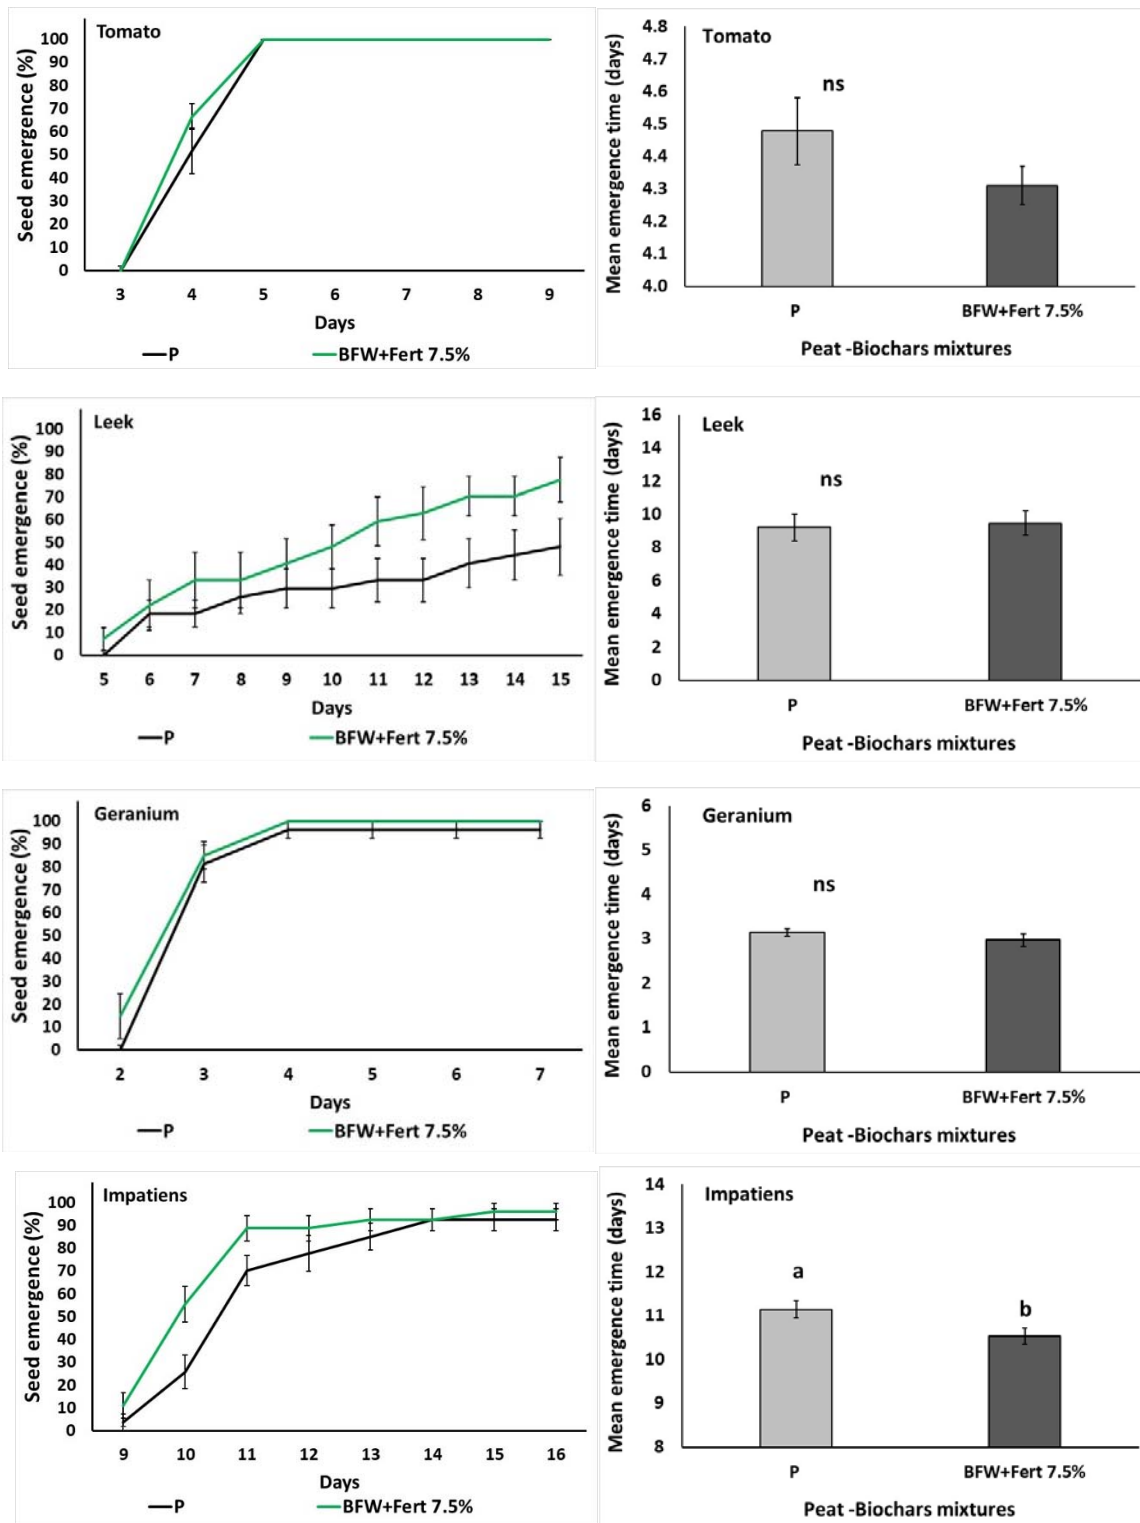 Tomato
Seed emergence (%)
100
90
80
70
60
50
40
30
20
10
0
3 4 5 6 7 8 9
Days
P BFW+Fert 7.5%
Tomato
Mean emergence time (days)
4.8
4.7
4.6
4.5
4.4
4.3
4.2
4.1
4.0
ns
P BFW+Fert 7.5%
Peat -Biochars mixtures
Leek
Seed emergence (%)
100
90
80
70
60
50
40
30
20
10
0
5 6 7 8 9 10 11 12 13 14 15
Days
P BFW+Fert 7.5%
Leek
Mean emergence time (days)
16
14
12
10
8
6
4
2
0
ns
P BFW+Fert 7.5%
Peat -Biochars mixtures
Geranium
Seed emergence (%)
100
90
80
70
60
50
40
30
20
10
0
2 3 4 5 6 7
Days
P BFW+Fert 7.5%
Geranium
Mean emergence time (days)
6
5
4
3
2
1
0
ns
P BFW+Fert 7.5%
Peat -Biochars mixtures
Impatiens
Seed emergence (%)
100
90
80
70
60
50
40
30
20
10
0
9 10 11 12 13 14 15 16
Days
P BFW+Fert 7.5%
Impatiens
Mean emergence time (days)
14
13
12
11
10
9
8
a
b
P BFW+Fert 7.5%
Peat -Biochars mixtures